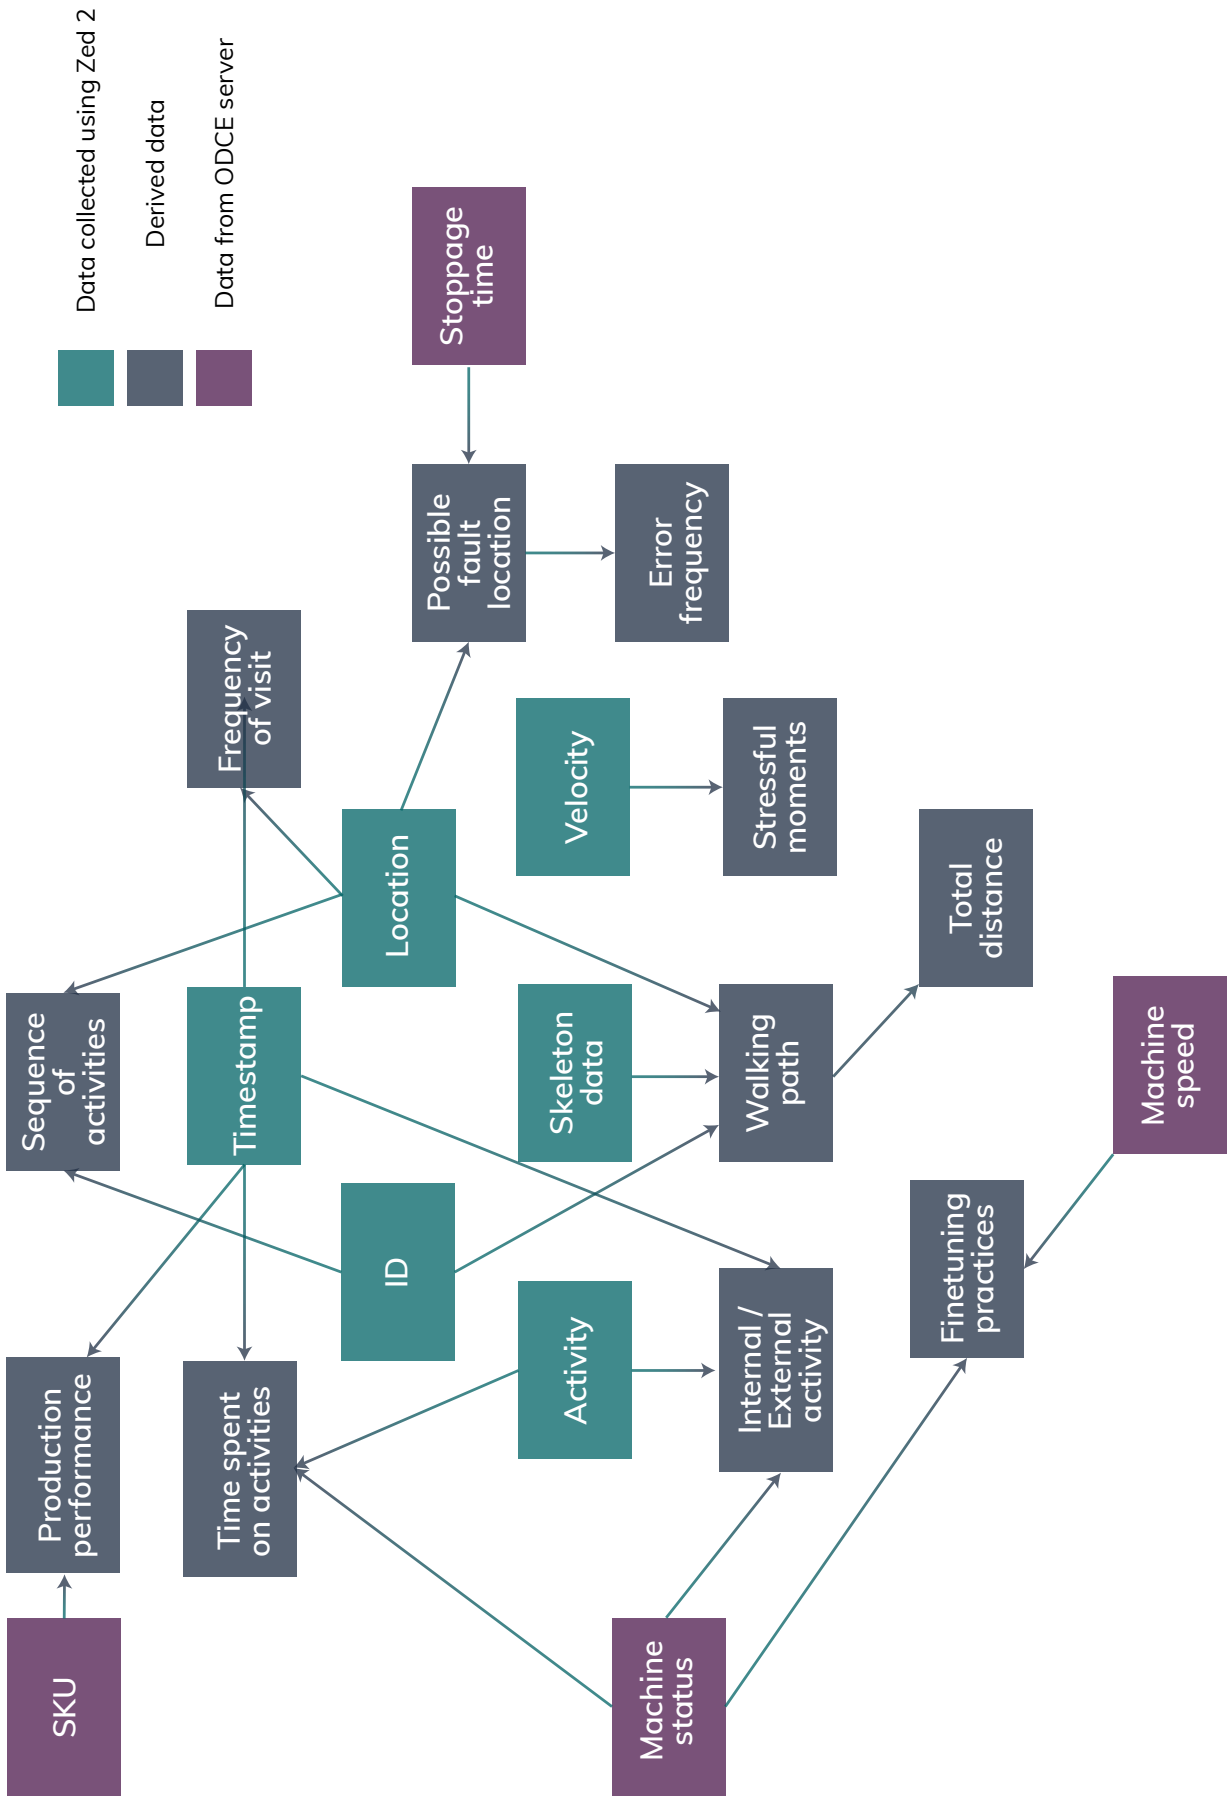 Data collected using Zed 2
Derived data
Data from ODCE server
SKU
Production
performance
Sequence
of
activities
Time spent
on activities
Timestamp
Frequency
of visit
ID
Location
Possible
fault
location
Stoppage
time
Activity
Skeleton
data
Velocity
Error
frequency
Machine
status
Internal /
External
activity
Walking
path
Stressful
moments
Finetuning
practices
Total
distance
Machine
speed